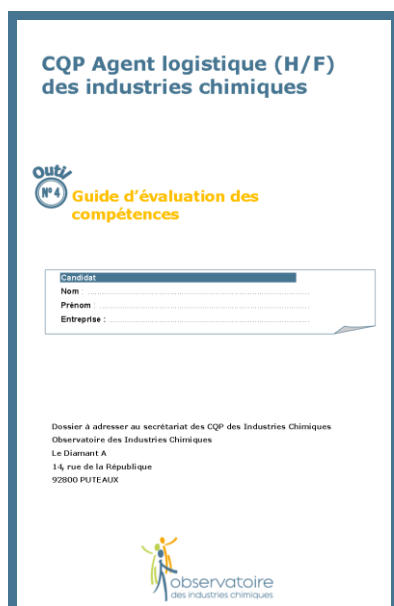 CQP Agent logistique (H/F)
des industries chimiques
Outil
N° 4
Guide d'évaluation des
compétences
Candidat
Nom : ......................................................
Prénom : ......................................................
Entreprise : ......................................................
Dossier à adresser au secrétariat des CQP des Industries Chimiques
Observatoire des Industries Chimiques
Le Diamant A
14, rue de la République
92800 PUTEAUX
observatoire
des industries chimiques